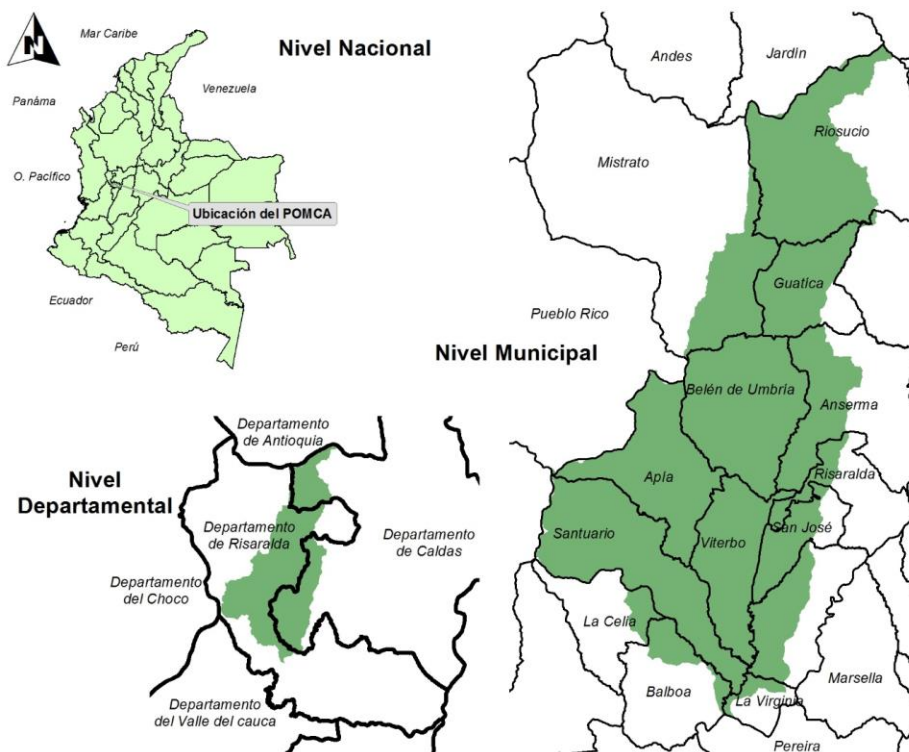 N
Mar Caribe
Nivel Nacional
Panáma
Venezuela
O. Pacífico
Ubicación del POMCA
Ecuador
Perú
Andes
Jardín
Riosucio
Mistrato
Guatíca
Pueblo Rico
Nivel Municipal
Belén de Umbría
Anserma
Risaralda
Apía
Santuario
Viterbo
San José
La Celia
Balboa
La Virginia
Marsella
Pereira
Departamento
de Antioquia
Nivel
Departamental
Departamento
de Risaralda
Departamento
de Caldas
Departamento
del Choco
Departamento
del Valle del cauca